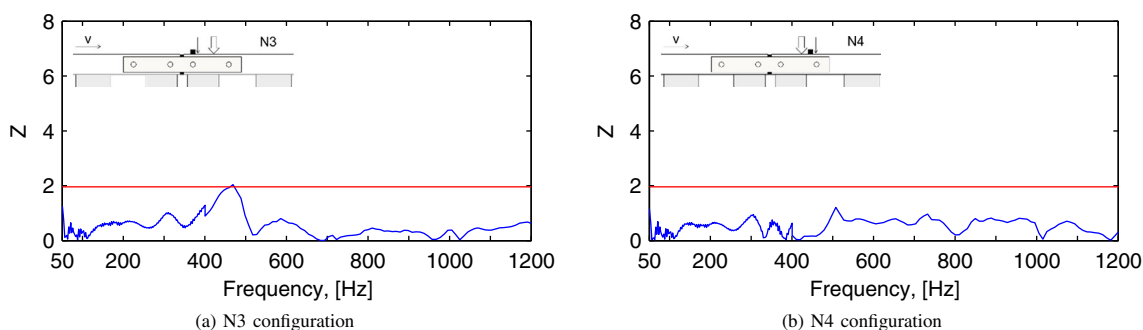 8
6
4
2
0
Z
v
N3
50 200 400 600 800 1000 1200
Frequency, [Hz]
(a) N3 configuration
8
6
4
2
0
Z
v
N4
50 200 400 600 800 1000 1200
Frequency, [Hz]
(b) N4 configuration